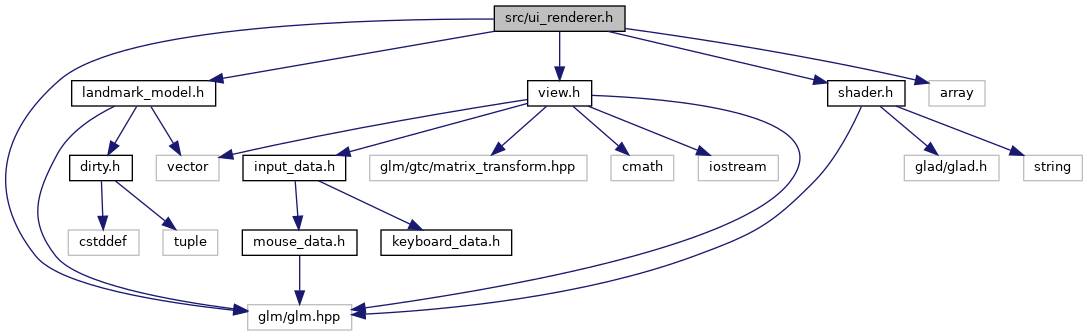 src/ui_renderer.h
landmark_model.h
view.h
shader.h
array
dirty.h
vector
input_data.h
glm/gtc/matrix_transform.hpp
cmath
iostream
glad/glad.h
string
cstddef
tuple
mouse_data.h
keyboard_data.h
glm/glm.hpp